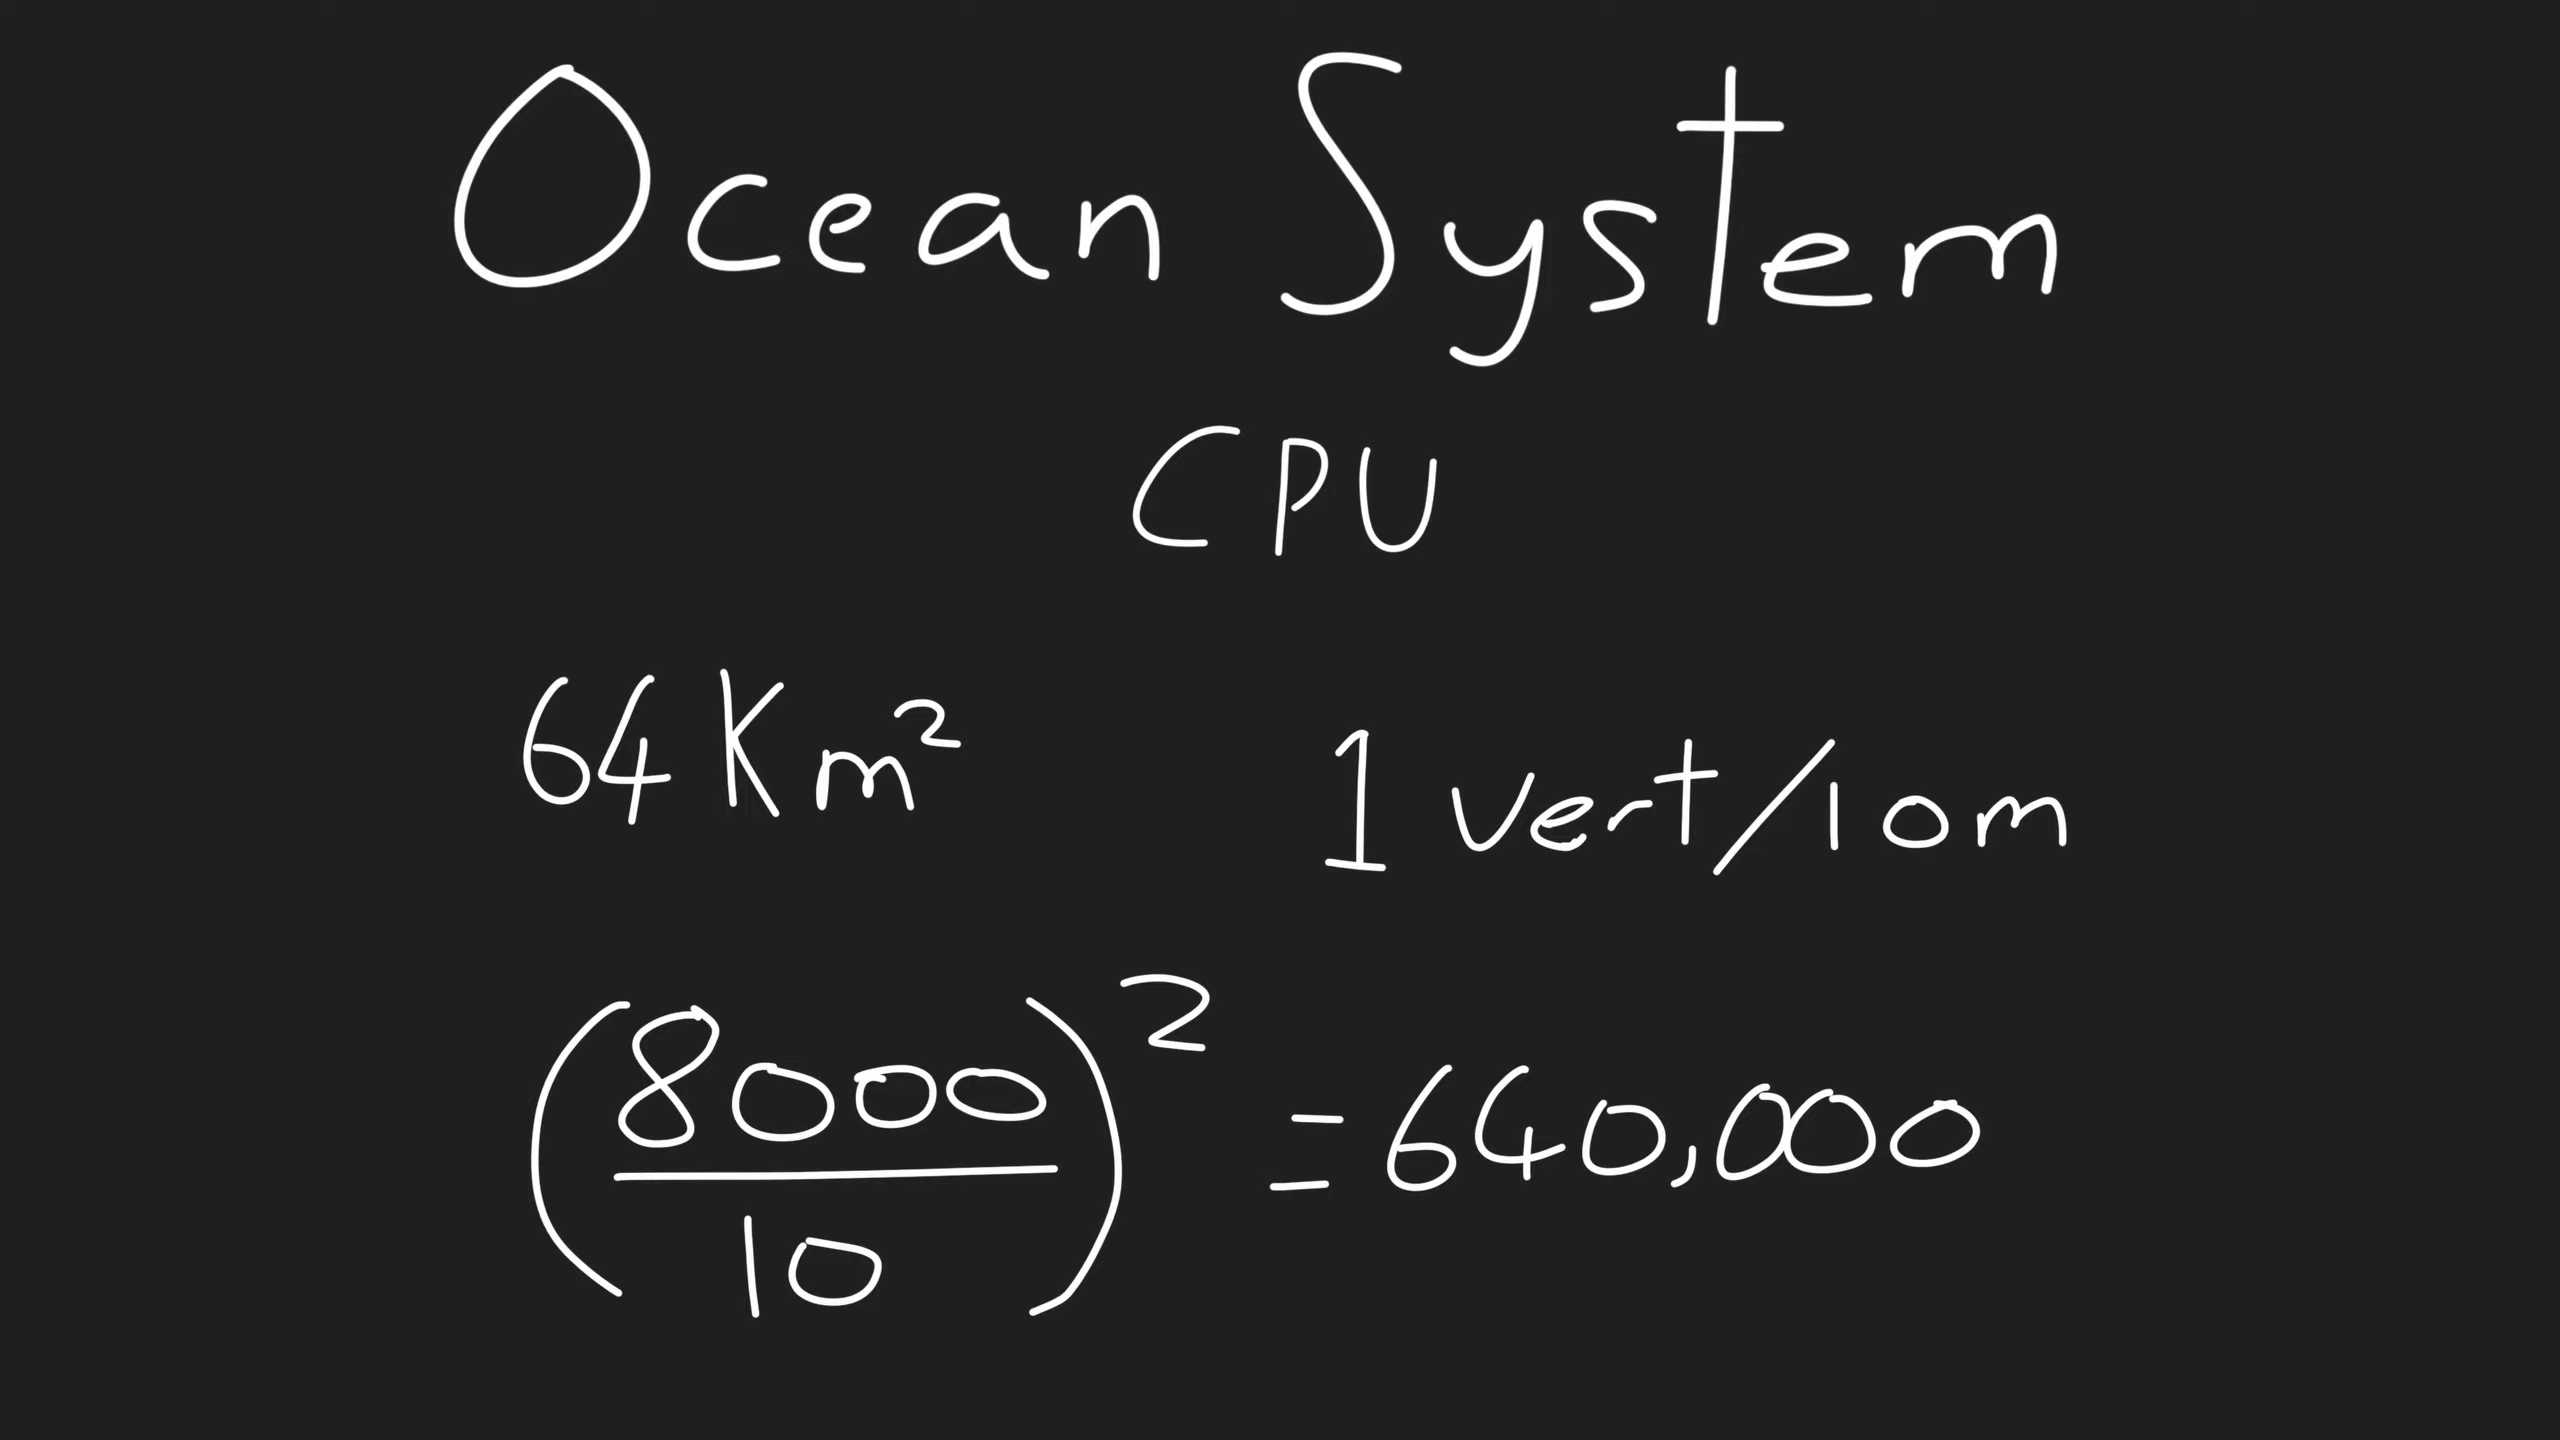 Ocean System
CPU
64 Km² 1 vert/10m
(8000/10)² = 640,000